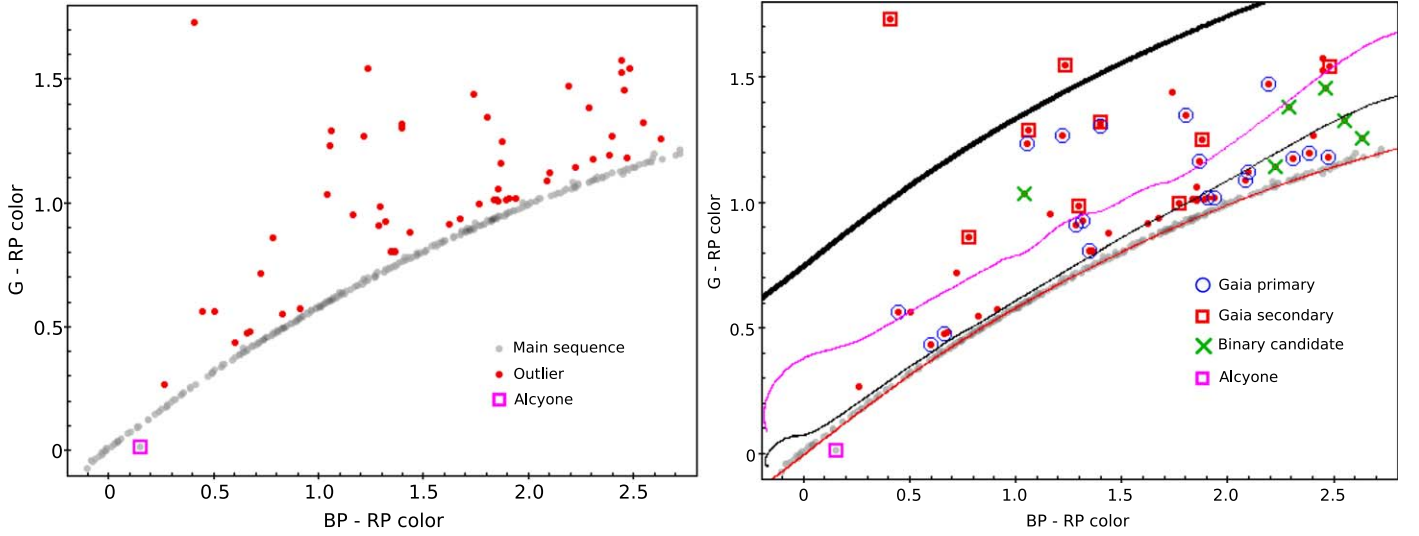 1.5
1.0
0.5
0
G - RP color
Main sequence
Outlier
Alcyone
0
0.5
1.0
1.5
2.0
2.5
BP - RP color
1.5
1.0
0.5
0
G - RP color
Gaia primary
Gaia secondary
Binary candidate
Alcyone
0
0.5
1.0
1.5
2.0
2.5
BP - RP color